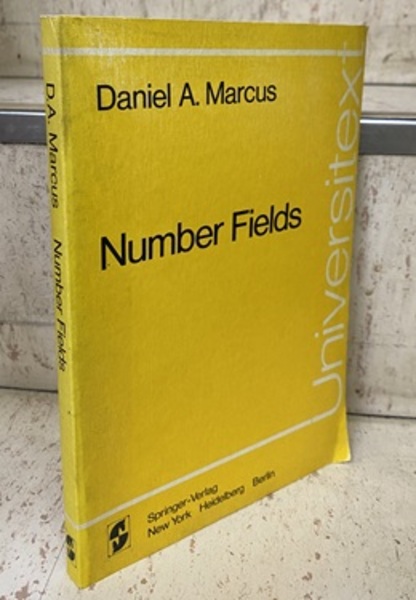 D.A. Marcus Number Fields
Daniel A. Marcus
Number Fields
Universitext
Springer-Verlag
New York Heidelberg Berlin